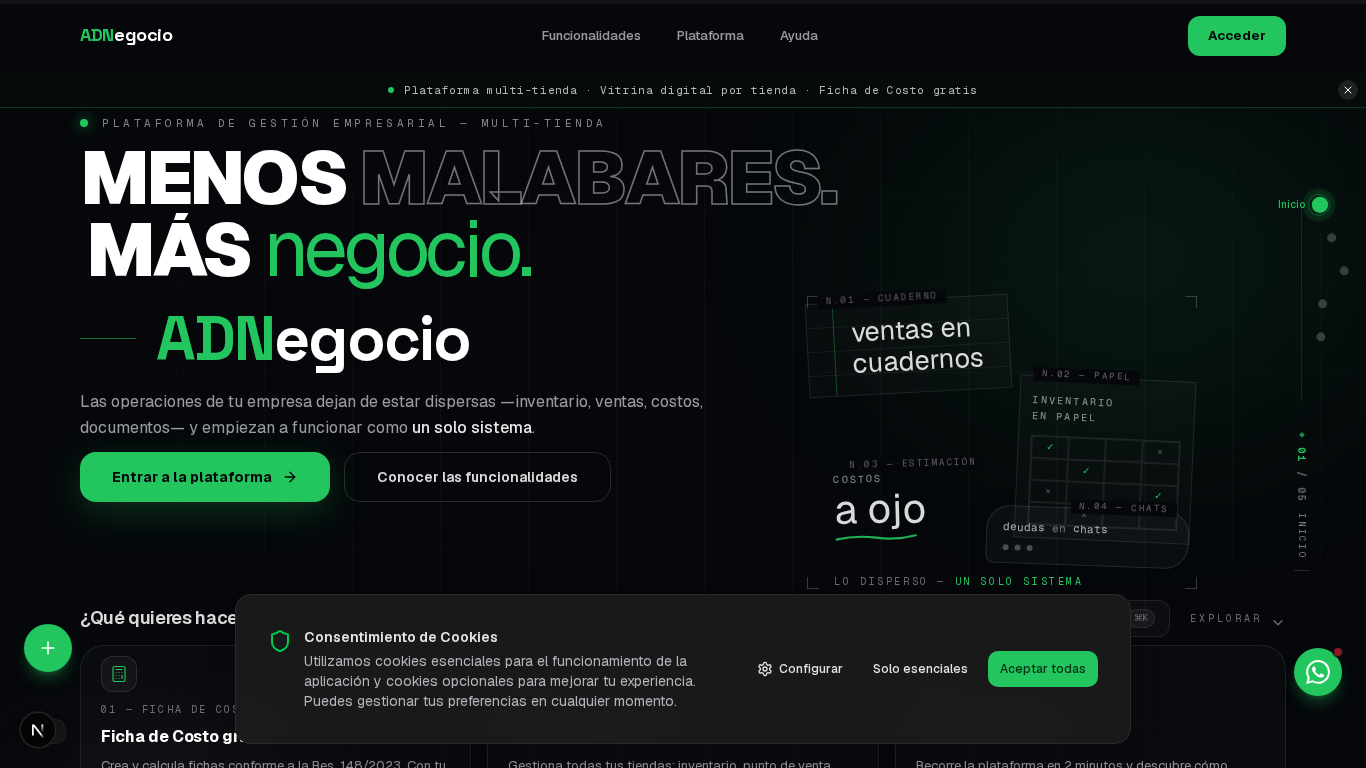 ADNegocio
Funcionalidades
Plataforma
Ayuda
Acceder
Plataforma multi-tienda · Vitrina digital por tienda · Ficha de Costo gratis
PLATAFORMA DE GESTIÓN EMPRESARIAL — MULTI-TIENDA
MENOS MALABARES.
MÁS negocio.
ADNegocio
Las operaciones de tu empresa dejan de estar dispersas —inventario, ventas, costos,
documentos— y empiezan a funcionar como un solo sistema.
Entrar a la plataforma
Conocer las funcionalidades
N.01 — CUADERNO
ventas en
cuadernos
N.02 — PAPEL
INVENTARIO
EN PAPEL
N.03 — ESTIMACIÓN
COSTOS
a ojo
N.04 — CHATS
deudas en chats
LO DISPERSO — UN SOLO SISTEMA
Inicio
01 / 05 INICIO
¿Qué quieres hace
⌘K
EXPLORAR
Consentimiento de Cookies
Utilizamos cookies esenciales para el funcionamiento de la
aplicación y cookies opcionales para mejorar tu experiencia.
Puedes gestionar tus preferencias en cualquier momento.
Configurar
Solo esenciales
Aceptar todas
01 — FICHA DE COS
Ficha de Costo gr
Crea y calcula fichas conforme a la Res. 148/2023. Con tu
Gestiona todas tus tiendas: inventario, punto de venta,
Recorre la plataforma en 2 minutos y descubre cómo
N